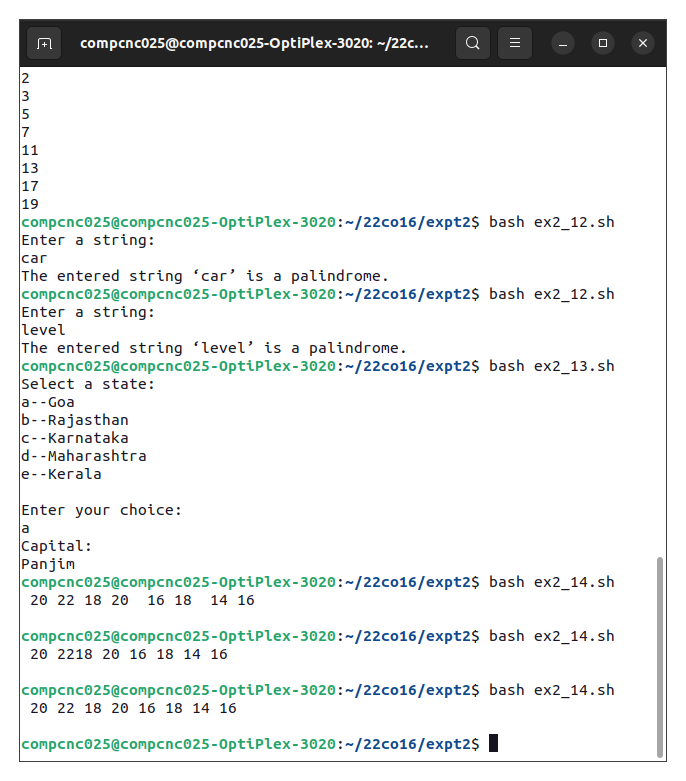 compcnc025@compcnc025-OptiPlex-3020: ~/22c...
2
3
5
7
11
13
17
19
compcnc025@compcnc025-OptiPlex-3020:~/22co16/expt2$ bash ex2_12.sh
Enter a string:
car
The entered string ‘car’ is a palindrome.
compcnc025@compcnc025-OptiPlex-3020:~/22co16/expt2$ bash ex2_12.sh
Enter a string:
level
The entered string ‘level’ is a palindrome.
compcnc025@compcnc025-OptiPlex-3020:~/22co16/expt2$ bash ex2_13.sh
Select a state:
a--Goa
b--Rajasthan
c--Karnataka
d--Maharashtra
e--Kerala

Enter your choice:
a
Capital:
Panjim
compcnc025@compcnc025-OptiPlex-3020:~/22co16/expt2$ bash ex2_14.sh
 20 22 18 20  16 18  14 16

compcnc025@compcnc025-OptiPlex-3020:~/22co16/expt2$ bash ex2_14.sh
 20 2218 20 16 18 14 16

compcnc025@compcnc025-OptiPlex-3020:~/22co16/expt2$ bash ex2_14.sh
 20 22 18 20 16 18 14 16

compcnc025@compcnc025-OptiPlex-3020:~/22co16/expt2$